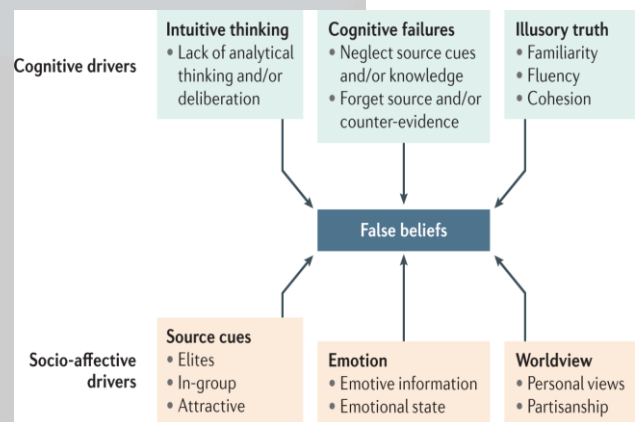 Cognitive drivers
Intuitive thinking
• Lack of analytical
thinking and/or
deliberation
Cognitive failures
• Neglect source cues
and/or knowledge
• Forget source and/or
counter-evidence
Illusory truth
• Familiarity
• Fluency
• Cohesion
False beliefs
Socio-affective
drivers
Source cues
• Elites
• In-group
• Attractive
Emotion
• Emotive information
• Emotional state
Worldview
• Personal views
• Partisanship